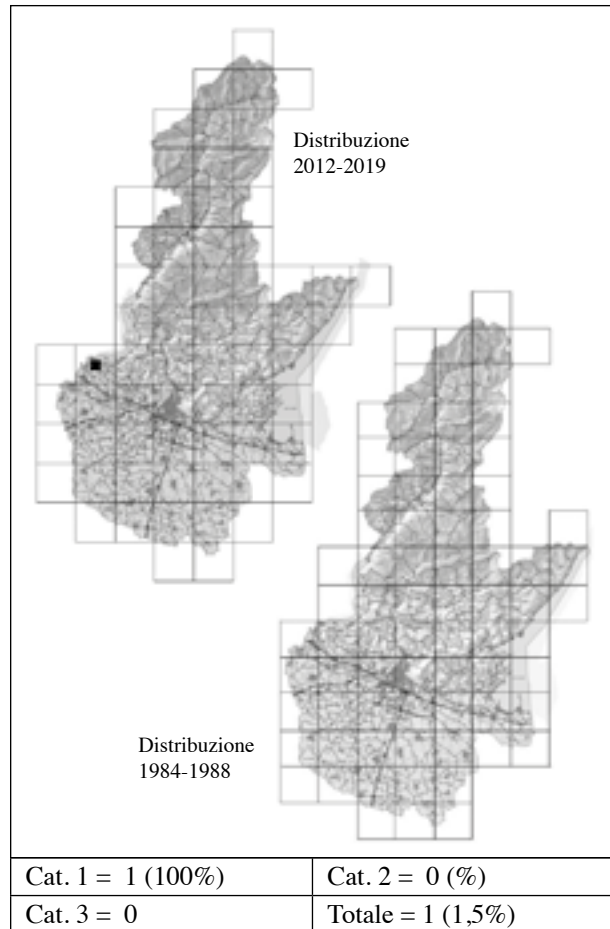 Distribuzione
2012-2019
Distribuzione
1984-1988
Cat. 1 = 1 (100%)
Cat. 2 = 0 (%)
Cat. 3 = 0
Totale = 1 (1,5%)